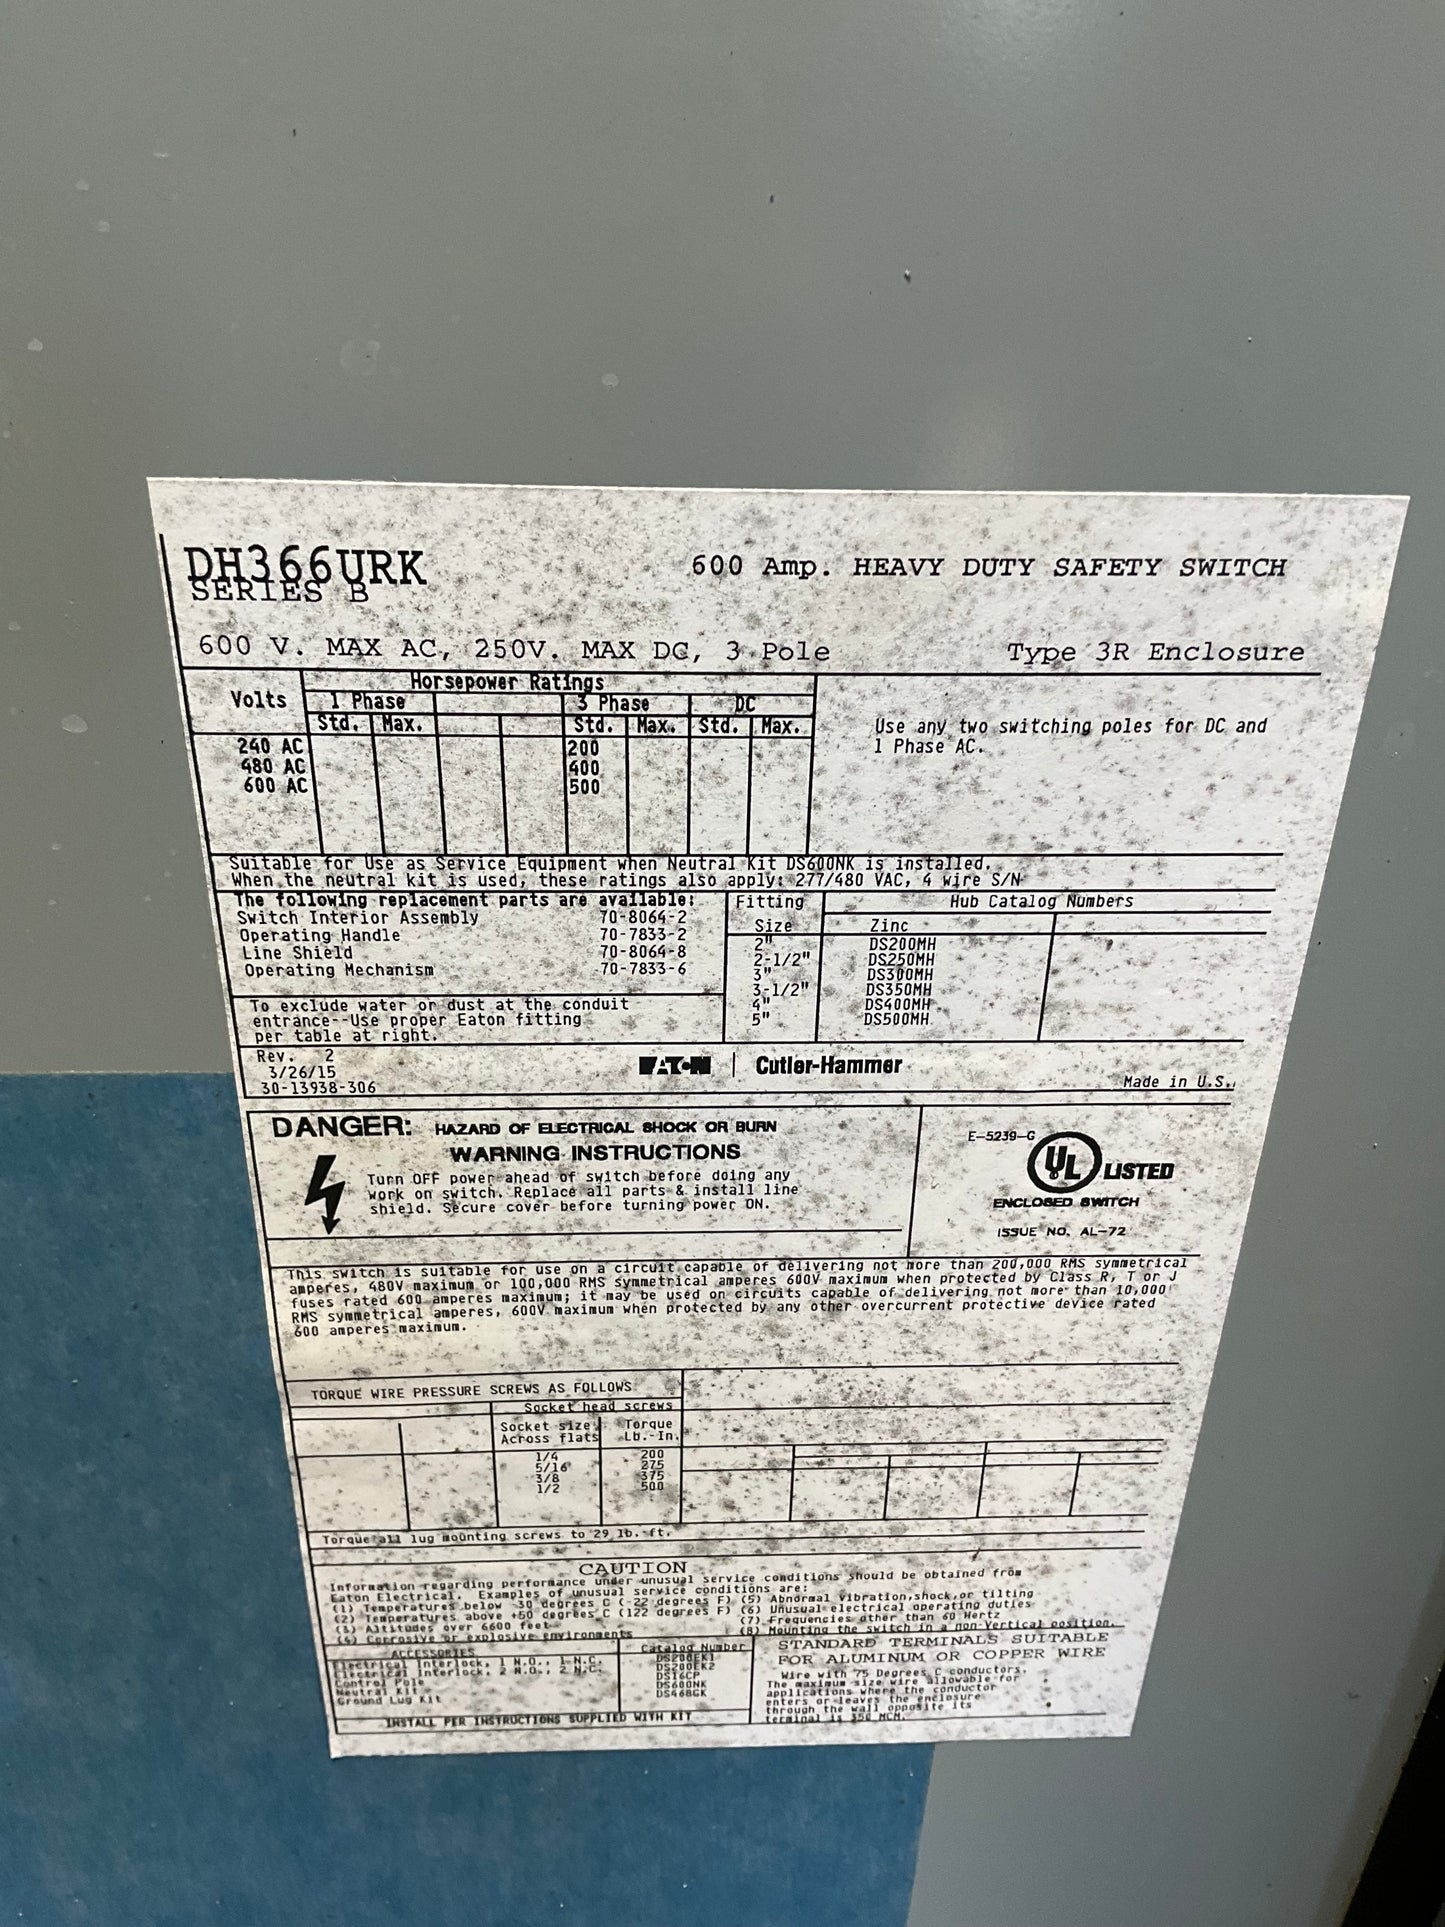 DH366URK
SERIES B
600 Amp. HEAVY DUTY SAFETY SWITCH
600 V. MAX AC, 250V. MAX DC, 3 Pole
Type 3R Enclosure
Horsepower Ratings
Volts
1 Phase
3 Phase
DC
Std. Max. Std. Max. Std. Max.
240 AC 200
480 AC 400
600 AC 500
Use any two switching poles for DC and
1 Phase AC.
Suitable for Use as Service Equipment when Neutral Kit DS600NK is installed.
When the neutral kit is used, these ratings also apply: 277/480 VAC, 4 wire S/N
The following replacement parts are available:
Switch Interior Assembly 70-8064-2
Operating Handle 70-7833-2
Line Shield 70-8064-8
Operating Mechanism 70-7833-6
To exclude water or dust at the conduit
entrance--Use proper Eaton fitting
per table at right.
Fitting
Size
Hub Catalog Numbers
Zinc
2" DS200MH
2-1/2" DS250MH
3" DS300MH
3-1/2" DS350MH
4" DS400MH
5" DS500MH
Rev. 2
3/26/15
30-13938-306
EATON | Cutler-Hammer
Made in U.S.
DANGER: HAZARD OF ELECTRICAL SHOCK OR BURN
WARNING INSTRUCTIONS
Turn OFF power ahead of switch before doing any
work on switch. Replace all parts & install line
shield. Secure cover before turning power ON.
E-5239-G
UL LISTED
ENCLOSED SWITCH
ISSUE NO. AL-72
This switch is suitable for use on a circuit capable of delivering not more than 200,000 RMS symmetrical
amperes, 480V maximum or 100,000 RMS symmetrical amperes 600V maximum when protected by Class R, T or J
fuses rated 600 amperes maximum; it may be used on circuits capable of delivering not more than 10,000
RMS symmetrical amperes, 600V maximum when protected by any other overcurrent protective device rated
600 amperes maximum.
TORQUE WIRE PRESSURE SCREWS AS FOLLOWS
Socket head screws
Socket size Torque
Across flats Lb.-In.
1/4 200
5/16 275
3/8 375
1/2 500
Torque all lug mounting screws to 29 lb.-ft.
CAUTION
Information regarding performance under unusual service conditions should be obtained from
Eaton Electrical. Examples of unusual service conditions are:
(1) Temperatures below -30 degrees C (-22 degrees F)
(2) Temperatures above +50 degrees C (122 degrees F)
(3) Altitudes over 6600 feet
(4) Corrosive or explosive environments
(5) Abnormal vibration,shock,or tilting
(6) Unusual electrical operating duties
(7) Frequencies other than 60 Hertz
(8) Mounting the switch in a non-Vertical position.
ACCESSORIES Catalog Number
Electrical Interlock, 1 N.O., 1 N.C. DS200EK1
Electrical Interlock, 2 N.O., 2 N.C. DS200EK2
Control Pole DS16CP
Neutral Kit DS600NK
Ground Lug Kit DS468GK
INSTALL PER INSTRUCTIONS SUPPLIED WITH KIT
STANDARD TERMINALS SUITABLE
FOR ALUMINUM OR COPPER WIRE
Wire with 75 Degrees C conductors.
The maximum size wire allowable for
applications where the conductor
enters or leaves the enclosure
through the wall opposite its
terminal is 350 MCM.